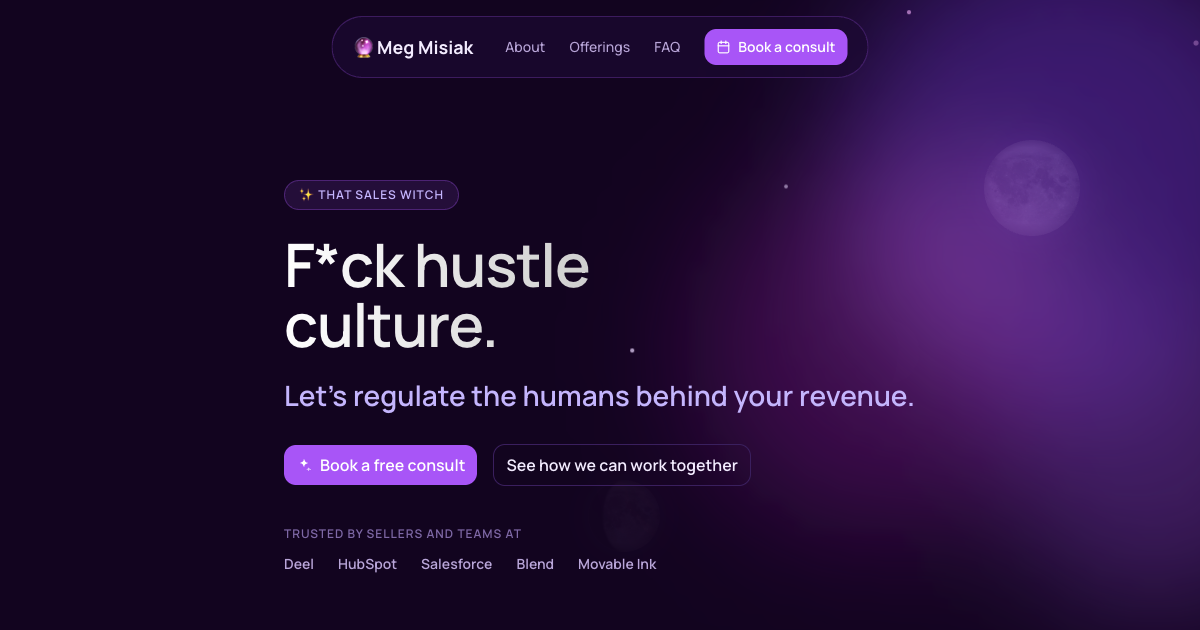 Meg Misiak About Offerings FAQ Book a consult
THAT SALES WITCH
F*ck hustle
culture.
Let's regulate the humans behind your revenue.
Book a free consult See how we can work together
TRUSTED BY SELLERS AND TEAMS AT
Deel HubSpot Salesforce Blend Movable Ink